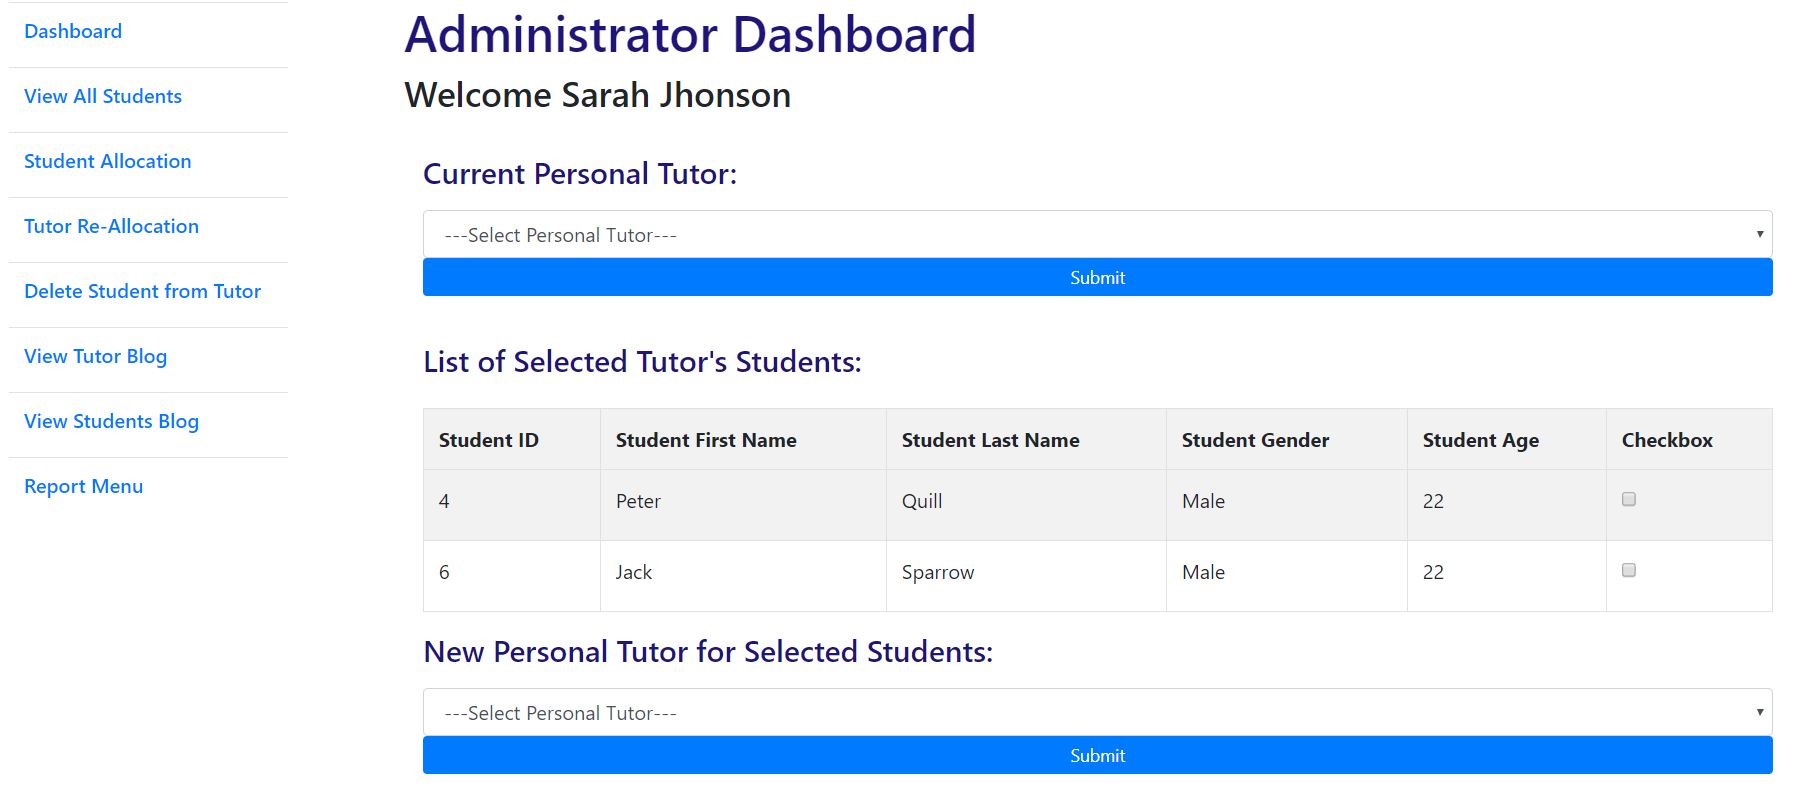 Dashboard
View All Students
Student Allocation
Tutor Re-Allocation
Delete Student from Tutor
View Tutor Blog
View Students Blog
Report Menu
Administrator Dashboard
Welcome Sarah Jhonson
Current Personal Tutor:
---Select Personal Tutor---
Submit
List of Selected Tutor's Students:
Student ID Student First Name Student Last Name Student Gender Student Age Checkbox
4 Peter Quill Male 22
6 Jack Sparrow Male 22
New Personal Tutor for Selected Students:
---Select Personal Tutor---
Submit